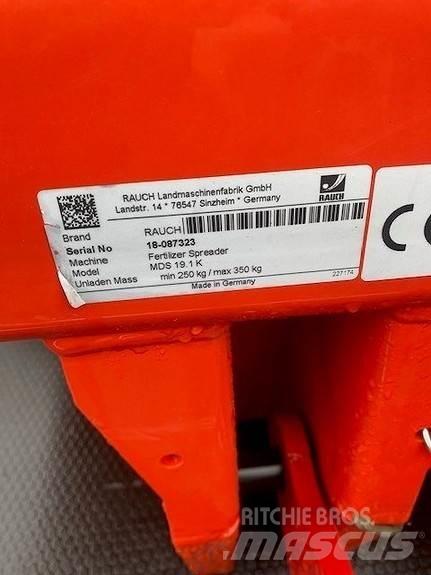 RAUCH Landmaschinenfabrik GmbH
Landstr. 14 * 76547 Sinzheim * Germany
RAUCH
Brand RAUCH
Serial No 18-087323
Machine Fertilizer Spreader
Model MDS 19.1 K
Unladen Mass min 250 kg / max 350 kg
Made in Germany
227174
CE
RITCHIE BROS.
MASCUS